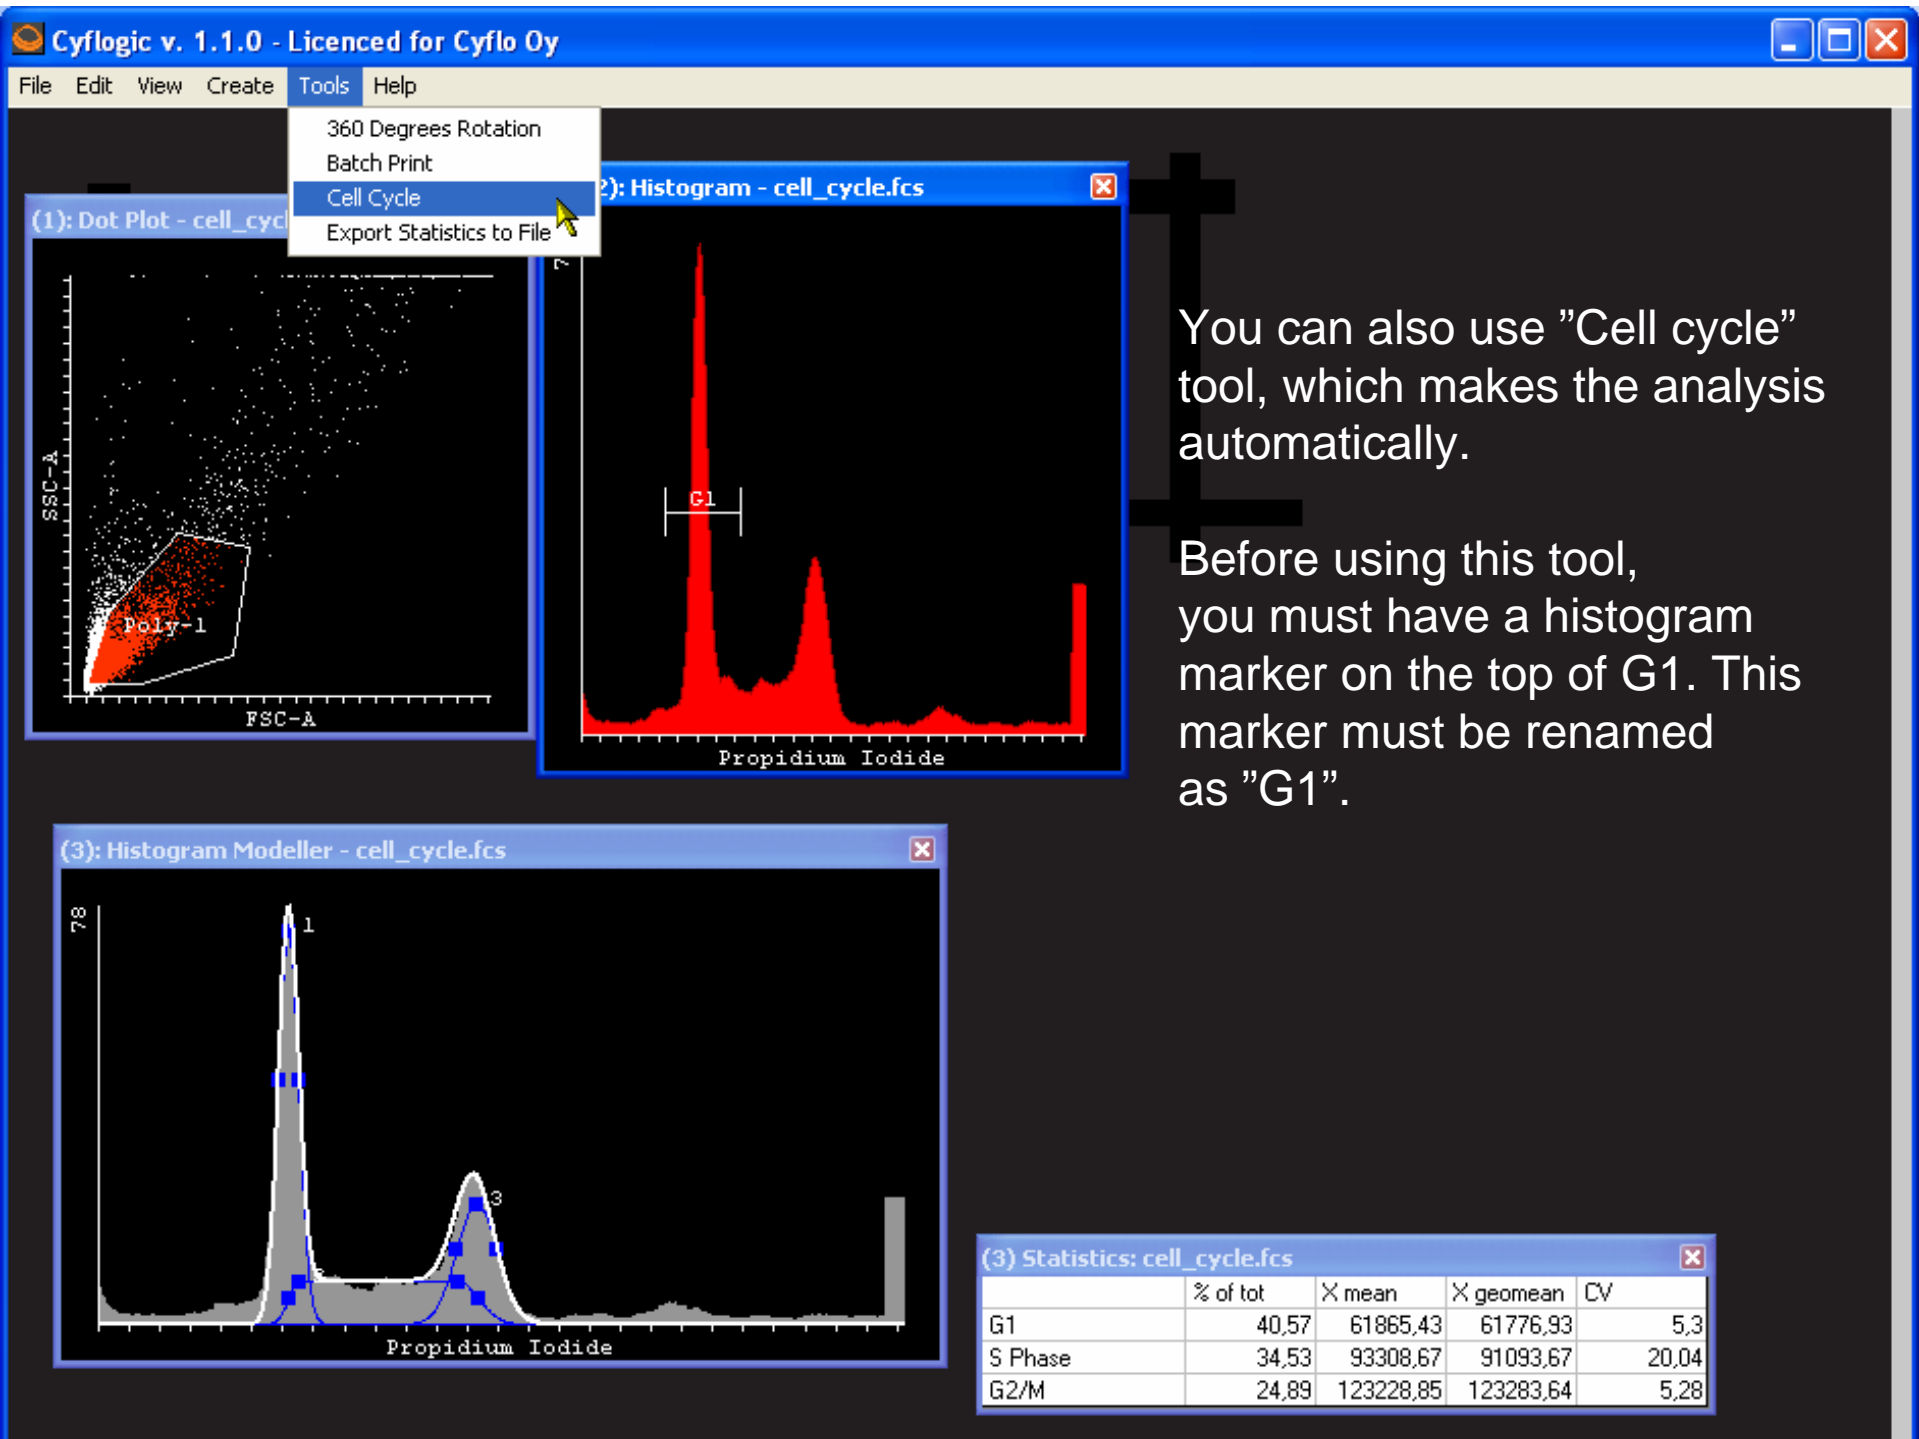 Cyflogic v. 1.1.0 - Licenced for Cyflo Oy
File Edit View Create Tools Help
360 Degrees Rotation
Batch Print
Cell Cycle
Export Statistics to File
(1): Dot Plot - cell_cycl
SSC-A
Poly-1
FSC-A
2): Histogram - cell_cycle.fcs
7
G1
Propidium Iodide
You can also use ”Cell cycle”
tool, which makes the analysis
automatically.
Before using this tool,
you must have a histogram
marker on the top of G1. This
marker must be renamed
as ”G1”.
(3): Histogram Modeller - cell_cycle.fcs
78
1
3
Propidium Iodide
(3) Statistics: cell_cycle.fcs
% of tot X mean X geomean CV
G1 40,57 61865,43 61776,93 5,3
S Phase 34,53 93308,67 91093,67 20,04
G2/M 24,89 123228,85 123283,64 5,28